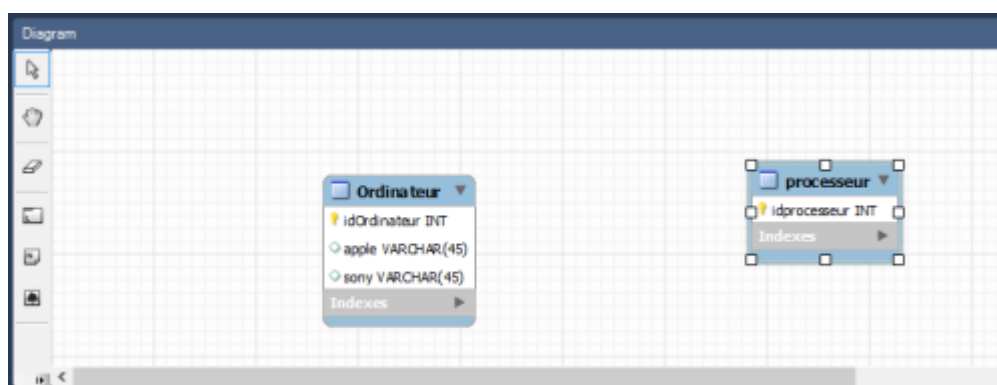 Diagram
Ordinateur
idOrdinateur INT
apple VARCHAR(45)
sony VARCHAR(45)
Indexes
processeur
idprocesseur INT
Indexes